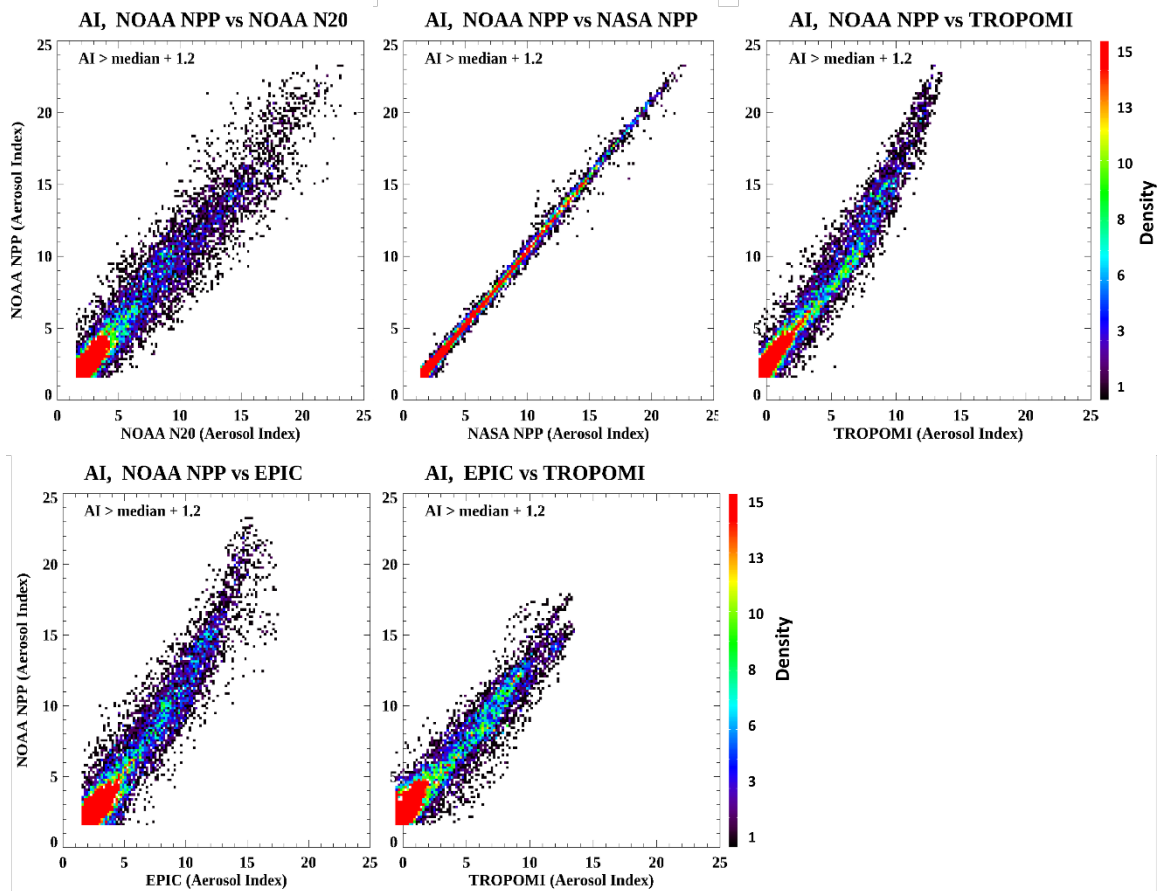 AI, NOAA NPP vs NOAA N20
AI > median + 1.2
25
20
15
10
5
0
NOAA NPP (Aerosol Index)
0 5 10 15 20 25
NOAA N20 (Aerosol Index)
AI, NOAA NPP vs NASA NPP
AI > median + 1.2
25
20
15
10
5
0
0 5 10 15 20 25
NASA NPP (Aerosol Index)
AI, NOAA NPP vs TROPOMI
AI > median + 1.2
25
20
15
10
5
0
0 5 10 15 20 25
TROPOMI (Aerosol Index)
15
13
10
8
6
3
1
Density
AI, NOAA NPP vs EPIC
AI > median + 1.2
25
20
15
10
5
0
NOAA NPP (Aerosol Index)
0 5 10 15 20 25
EPIC (Aerosol Index)
AI, EPIC vs TROPOMI
AI > median + 1.2
25
20
15
10
5
0
0 5 10 15 20 25
TROPOMI (Aerosol Index)
15
13
10
8
6
3
1
Density